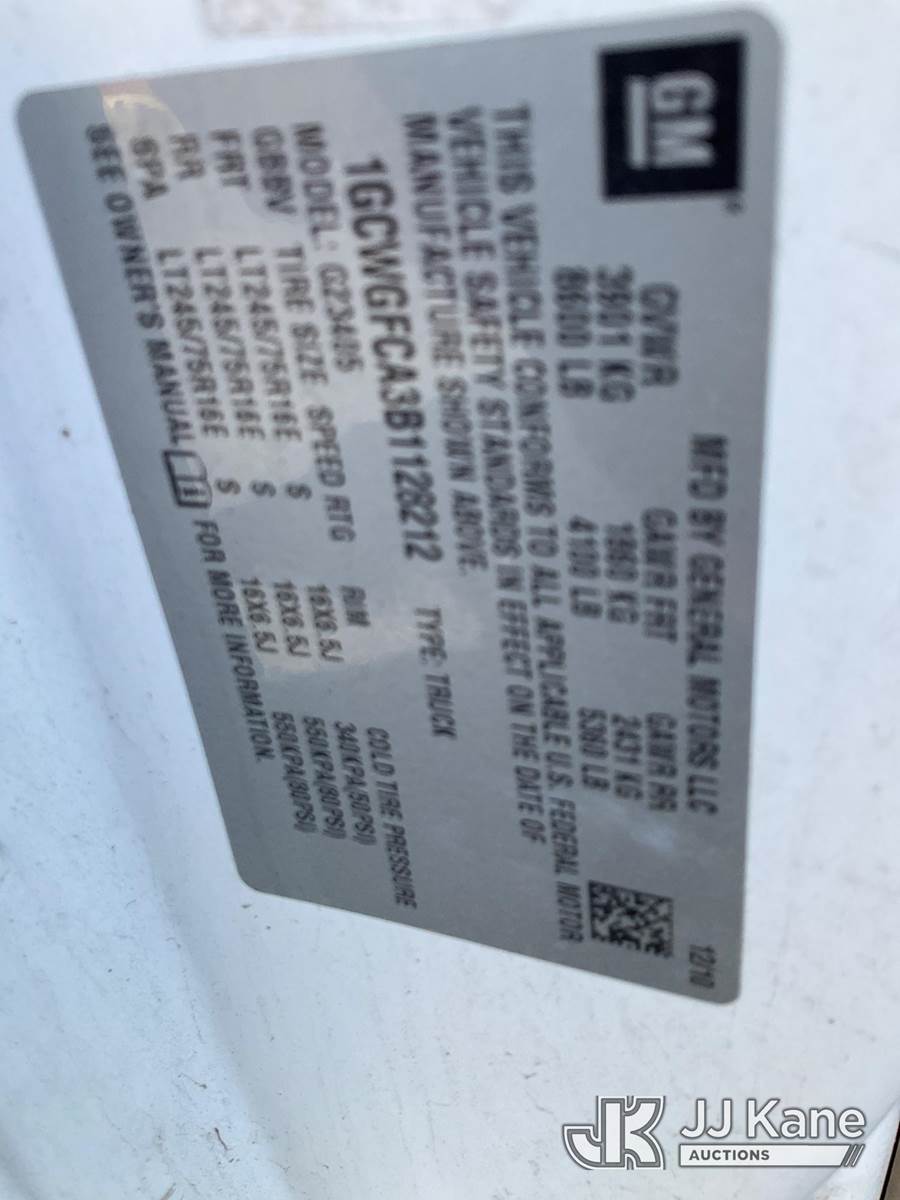 GM
MFD BY GENERAL MOTORS LLC 12/10
GVWR GAWR FRT GAWR RR
3901 KG 1860 KG 2431 KG
8600 LB 4100 LB 5360 LB
THIS VEHICLE CONFORMS TO ALL APPLICABLE U.S. FEDERAL MOTOR
VEHICLE SAFETY STANDARDS IN EFFECT ON THE DATE OF
MANUFACTURE SHOWN ABOVE.
1GCWGFCA3B1128212 TYPE: TRUCK
MODEL: G23405
TIRE SIZE SPEED RTG RIM COLD TIRE PRESSURE
FRT LT245/75R16E S 16X6.5J 340KPA(50PSI)
RR LT245/75R16E S 16X6.5J 550KPA(80PSI)
SPA LT245/75R16E S 16X6.5J 550KPA(80PSI)
SEE OWNER'S MANUAL FOR MORE INFORMATION.
JK JJ Kane
AUCTIONS